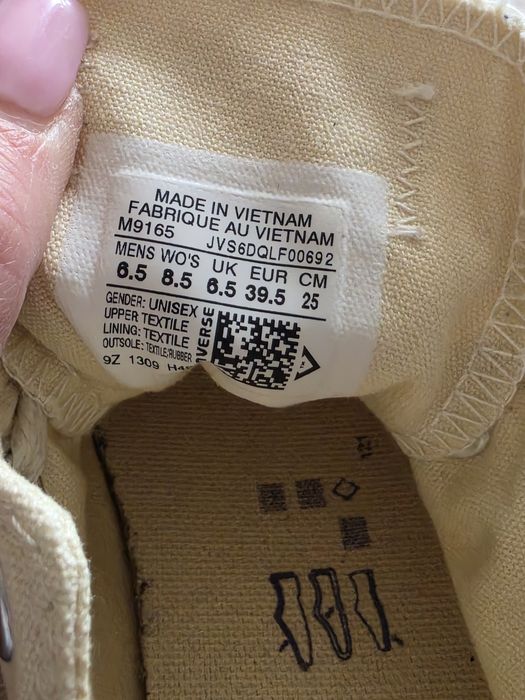 MADE IN VIETNAM
FABRIQUE AU VIETNAM
M9165 JVS6DQLF00692
MENS WO'S UK EUR CM
6.5 8.5 6.5 39.5 25
GENDER: UNISEX
UPPER TEXTILE
LINING: TEXTILE
OUTSOLE: TEXTILE/RUBBER
9Z 1309
VERSE